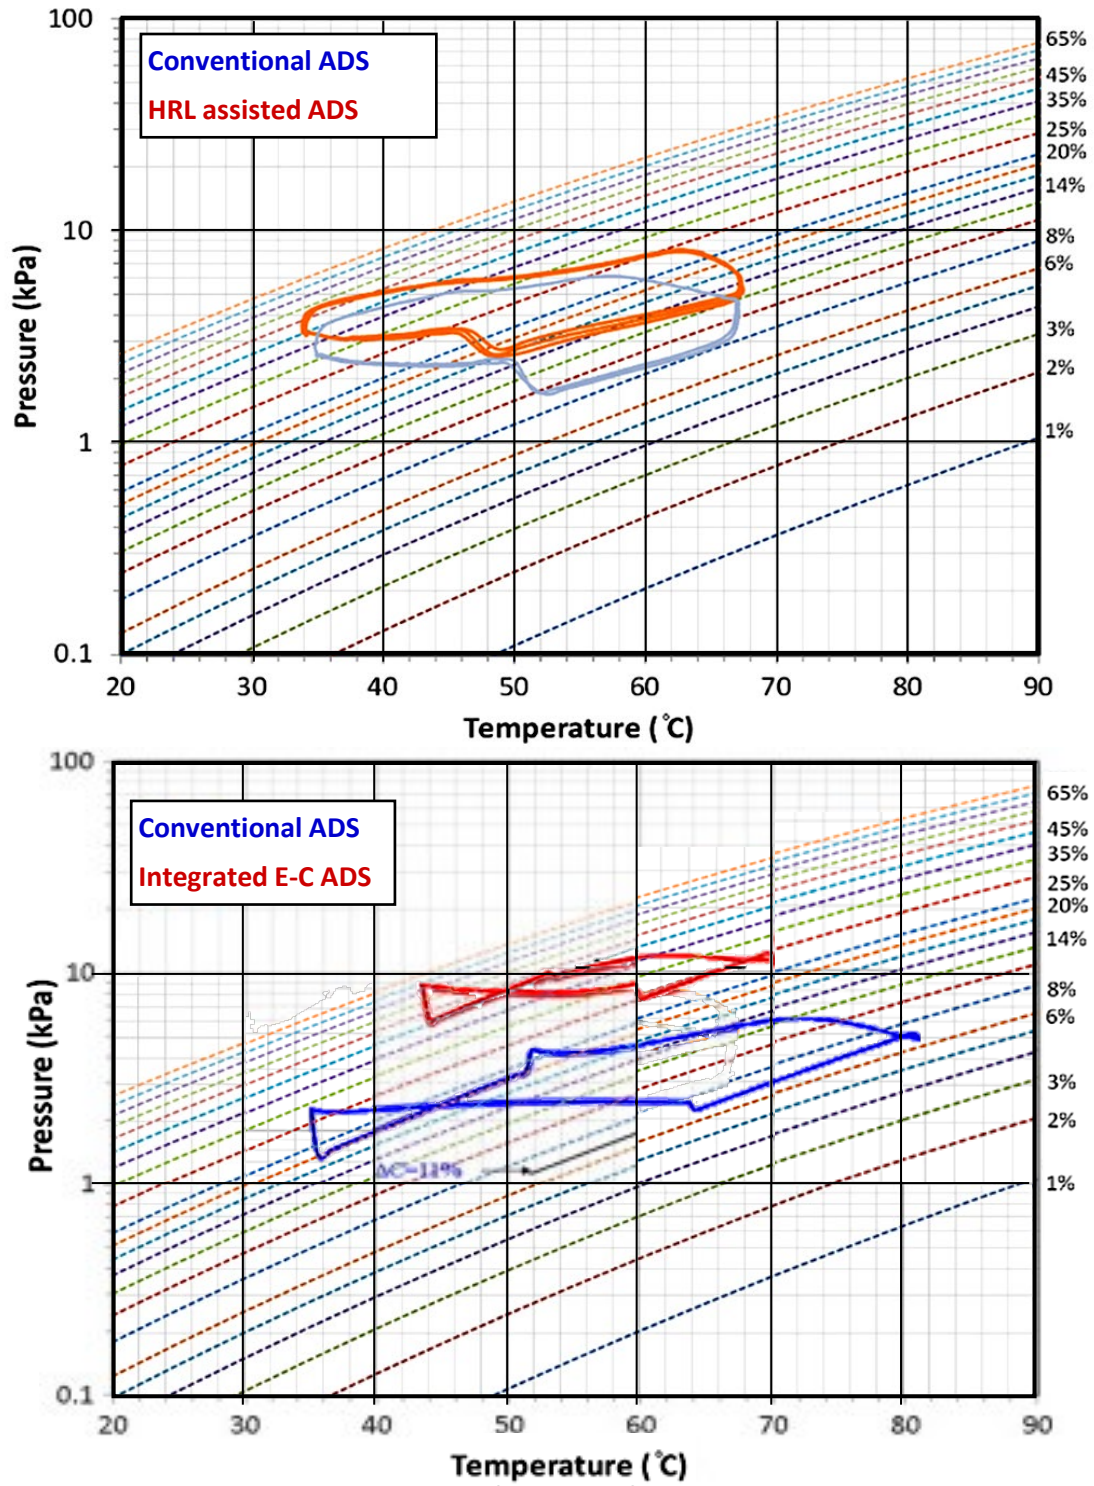 100
Conventional ADS
HRL assisted ADS
65%
45%
35%
25%
20%
14%
10
8%
6%
3%
2%
1
1%
0.1
Pressure (kPa)
20 30 40 50 60 70 80 90
Temperature (°C)
100
Conventional ADS
Integrated E-C ADS
65%
45%
35%
25%
20%
14%
10
8%
6%
3%
2%
ΔC=11%
1
1%
0.1
Pressure (kPa)
20 30 40 50 60 70 80 90
Temperature (°C)